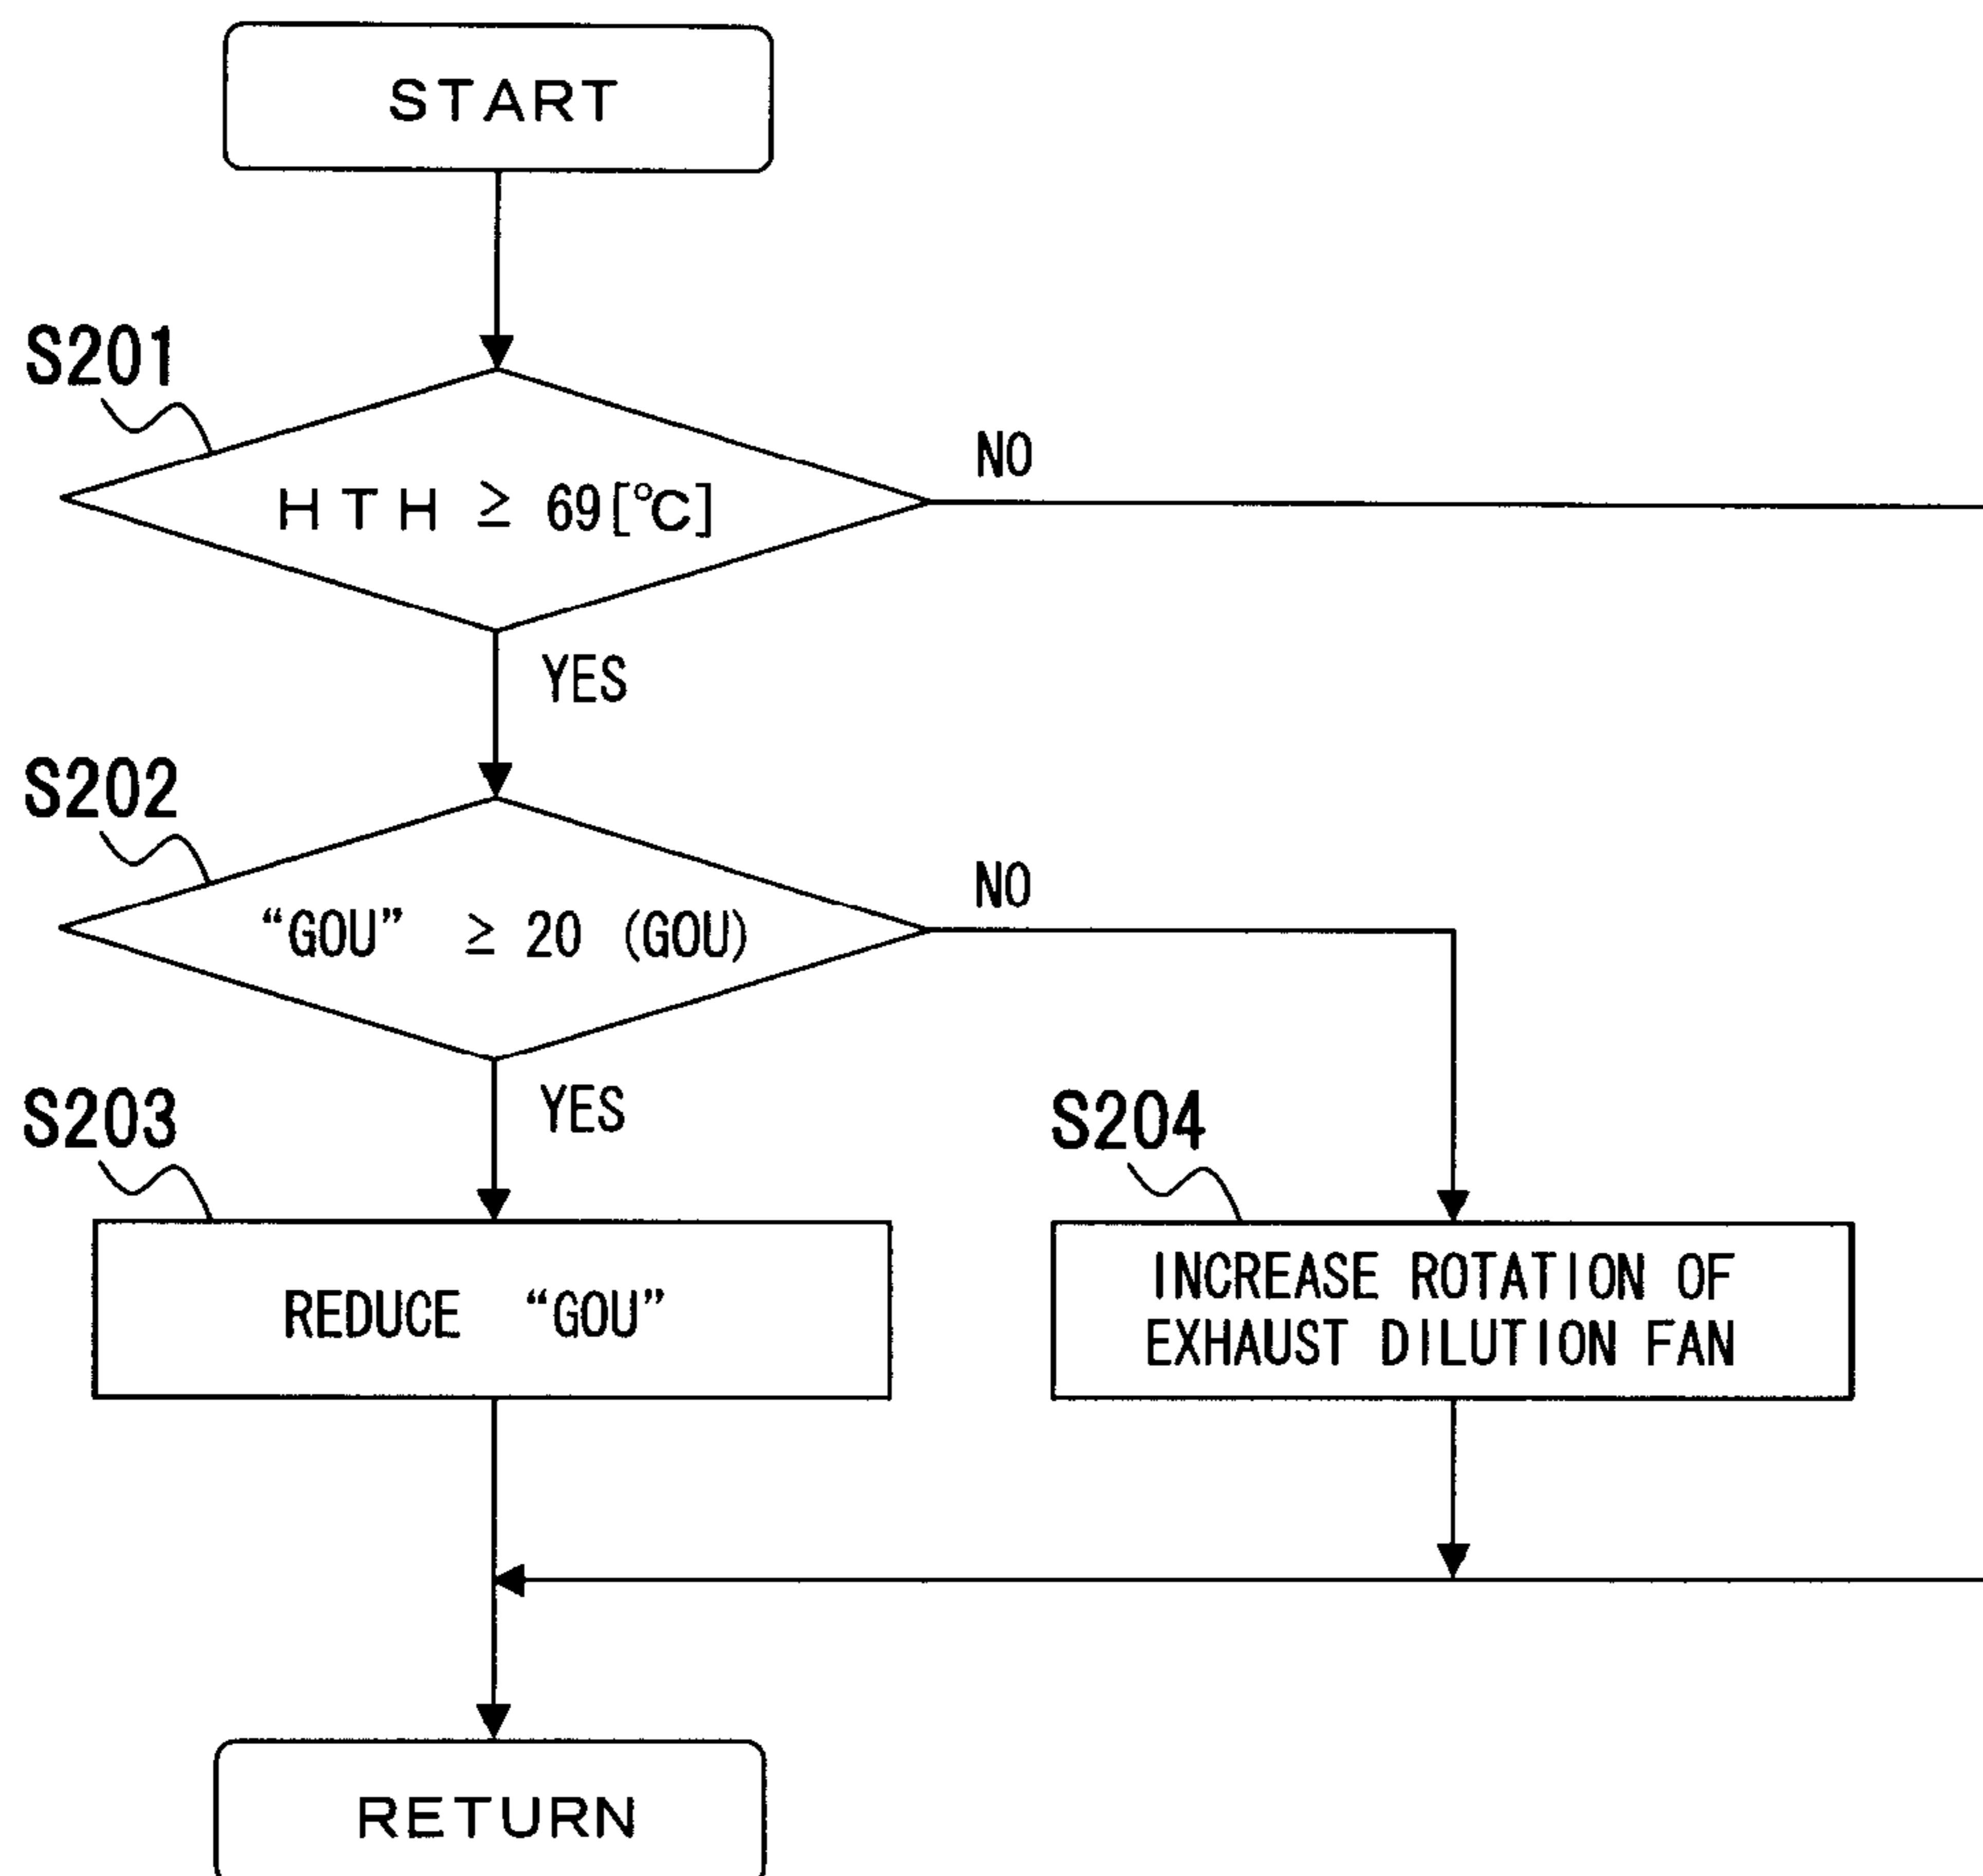 START
S201
NO
HTH ≥ 69[℃]
YES
S202
NO
“GOU” ≥ 20 (GOU)
YES
S203
S204
REDUCE “GOU”
INCREASE ROTATION OF
EXHAUST DILUTION FAN
RETURN